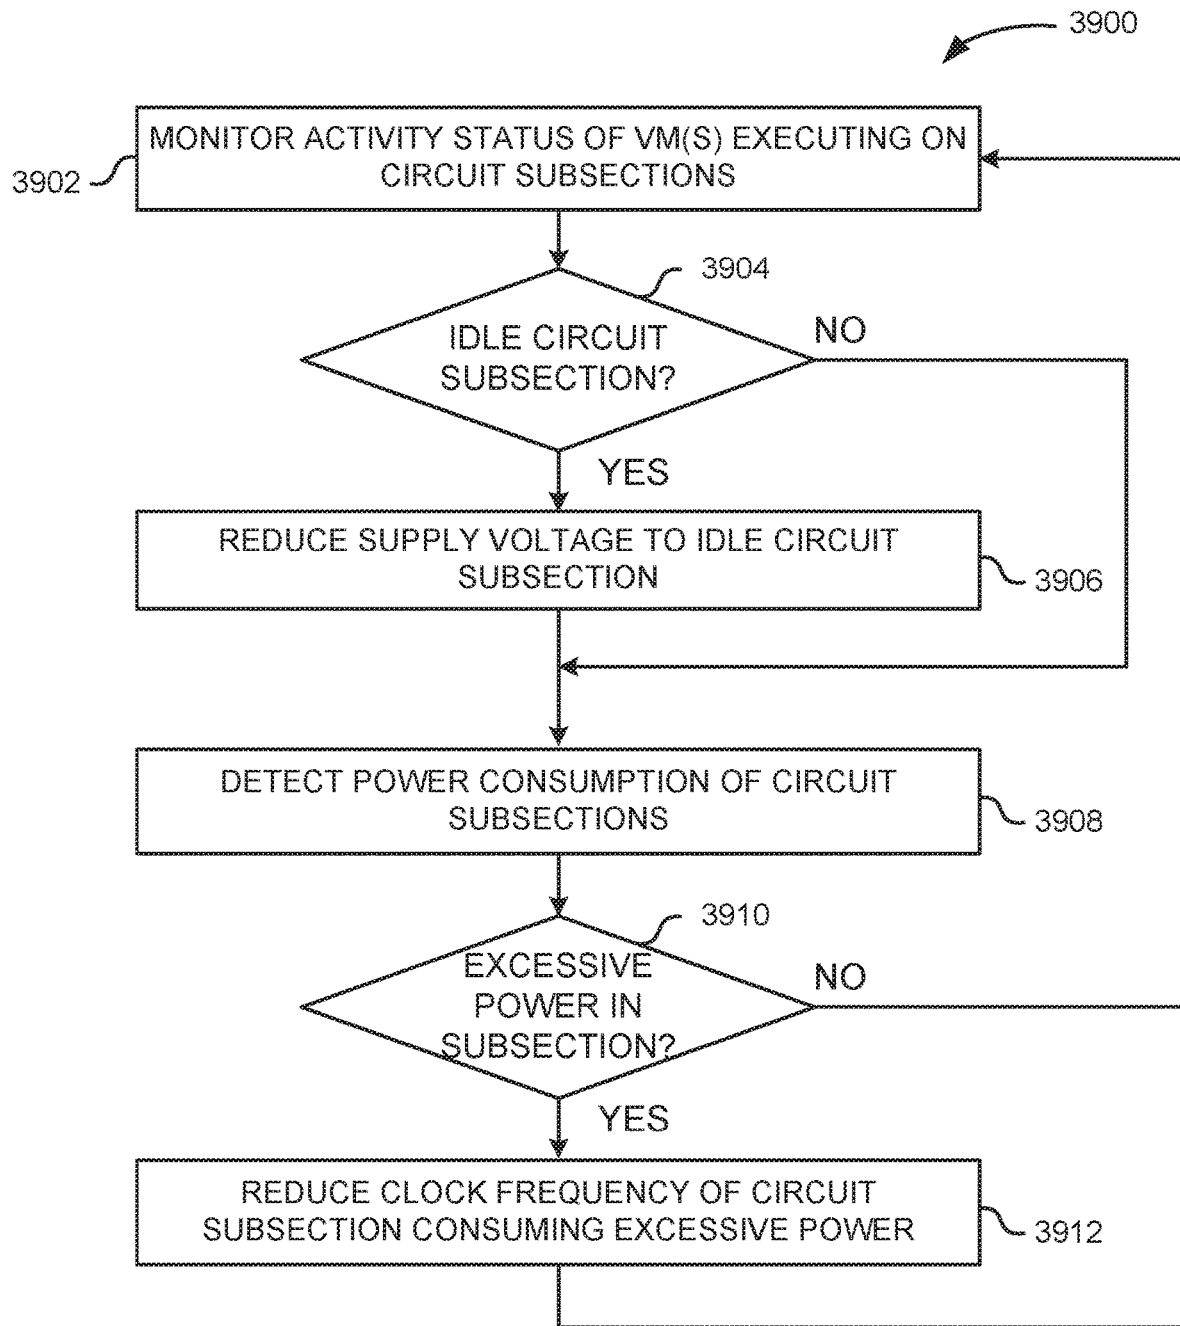 3900
MONITOR ACTIVITY STATUS OF VM(S) EXECUTING ON
CIRCUIT SUBSECTIONS
3902
3904
IDLE CIRCUIT
SUBSECTION?
NO
YES
REDUCE SUPPLY VOLTAGE TO IDLE CIRCUIT
SUBSECTION
3906
DETECT POWER CONSUMPTION OF CIRCUIT
SUBSECTIONS
3908
3910
EXCESSIVE
POWER IN
SUBSECTION?
NO
YES
REDUCE CLOCK FREQUENCY OF CIRCUIT
SUBSECTION CONSUMING EXCESSIVE POWER
3912